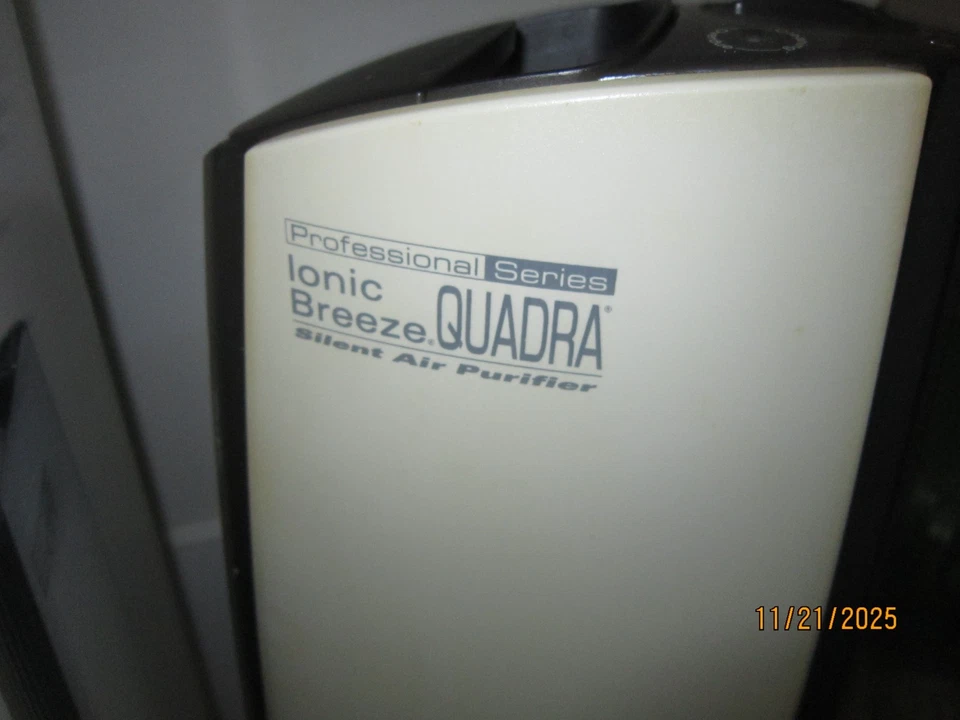 Professional Series
Ionic
Breeze® QUADRA®
Silent Air Purifier
11/21/2025